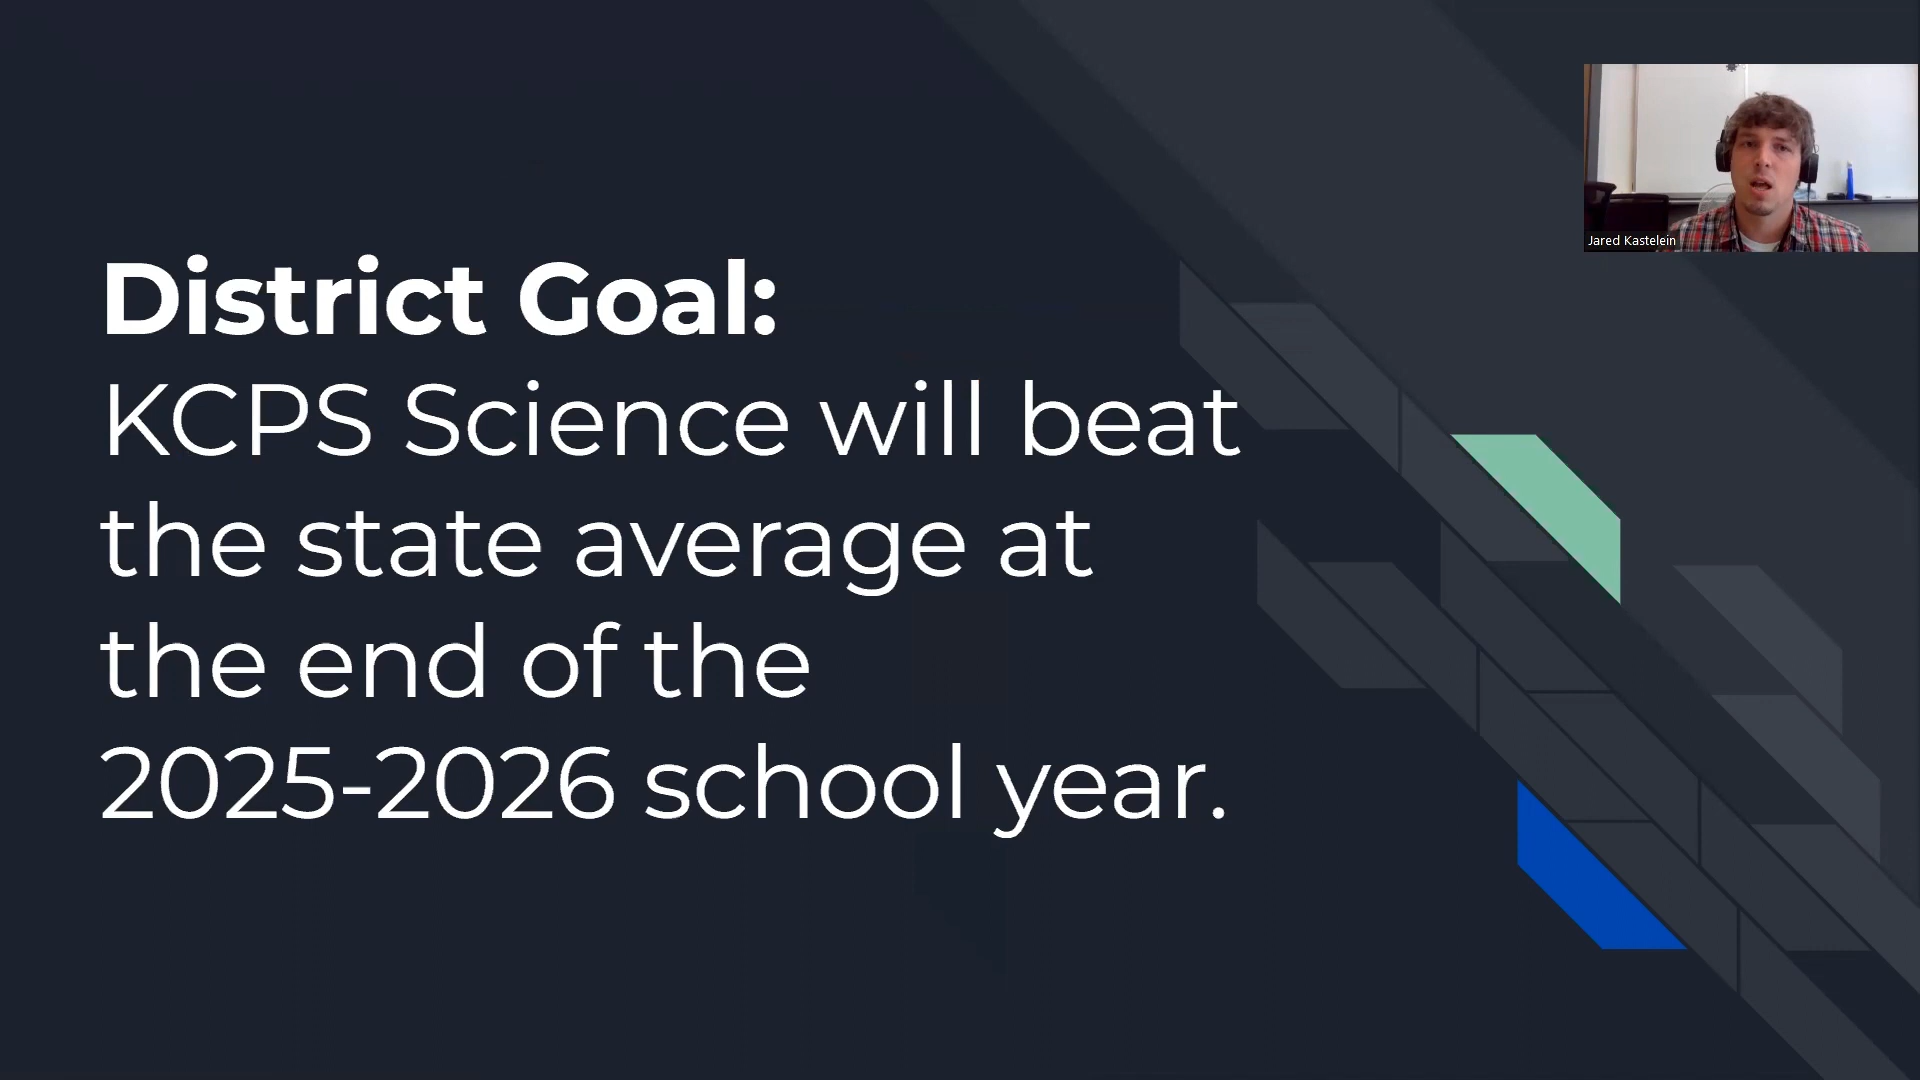 District Goal:
KCPS Science will beat
the state average at
the end of the
2025-2026 school year.
Jared Kastelein